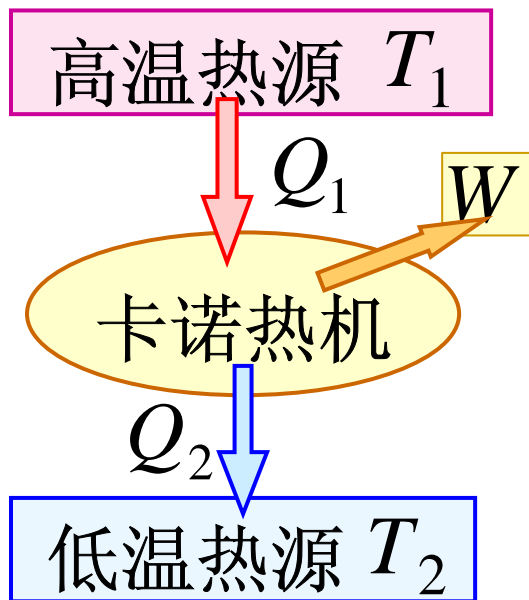 高温热源 T₁
Q₁
W
卡诺热机
Q₂
低温热源 T₂